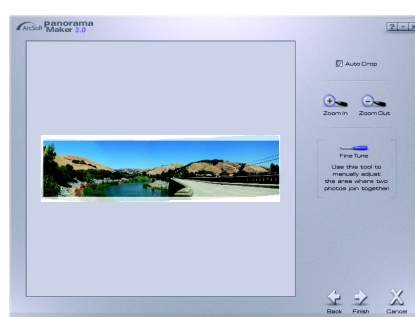 ArcSoft panorama
Maker 3.0
Auto Crop
Zoom In Zoom Out
Fine Tune
Use this tool to
manually adjust
the area where two
photos join together
Back Finish Cancel